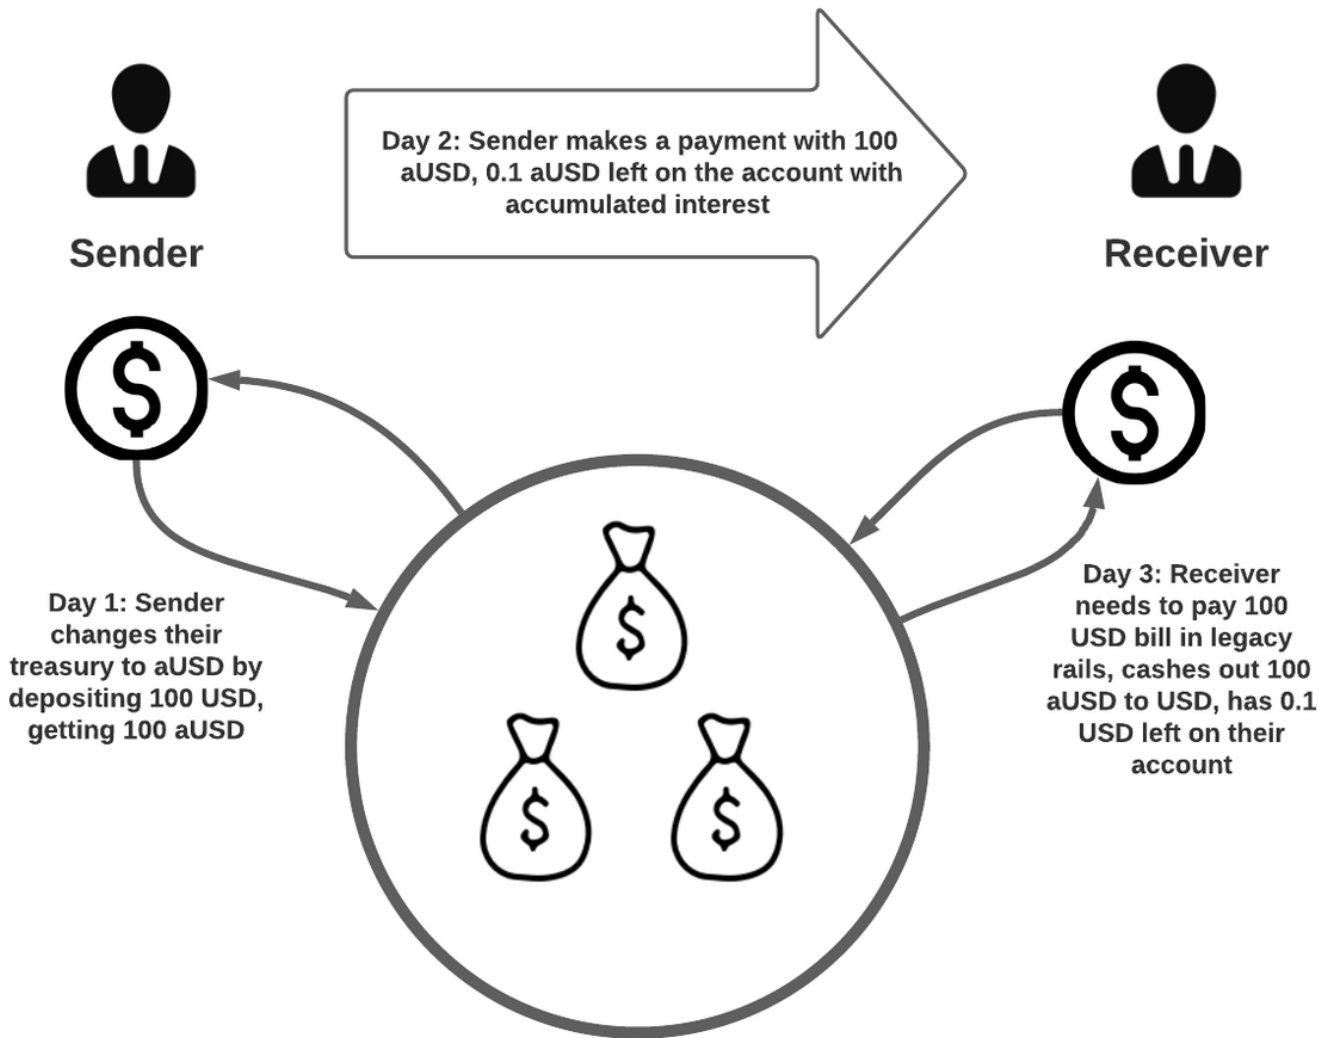 Day 2: Sender makes a payment with 100
aUSD, 0.1 aUSD left on the account with
accumulated interest
Sender
Receiver
$
$
Day 1: Sender
changes their
treasury to aUSD by
depositing 100 USD,
getting 100 aUSD
$
$
$
Day 3: Receiver
needs to pay 100
USD bill in legacy
rails, cashes out 100
aUSD to USD, has 0.1
USD left on their
account